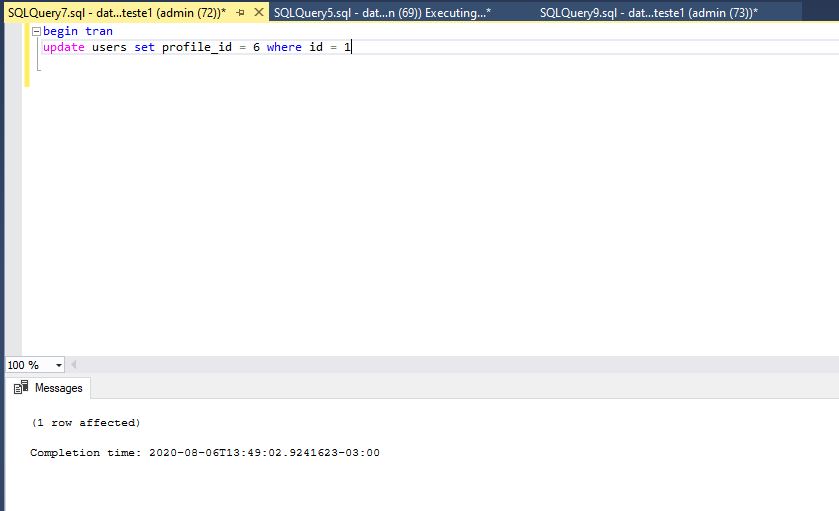 SQLQuery7.sql - dat...teste1 (admin (72))* SQLQuery5.sql - dat...n (69)) Executing...* SQLQuery9.sql - dat...teste1 (admin (73))*
begin tran
update users set profile_id = 6 where id = 1
100 %
Messages
(1 row affected)
Completion time: 2020-08-06T13:49:02.9241623-03:00